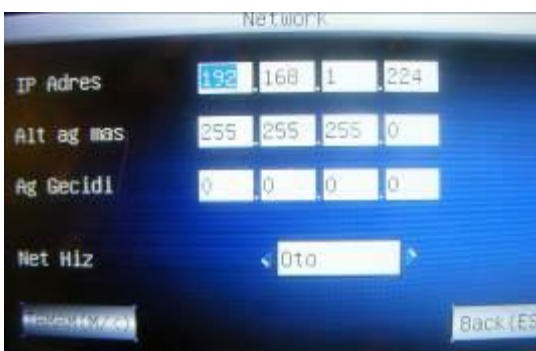 Network
IP Adres 192.168.1.224
Alt ag mas 255.255.255.0
Ag Gecidi 0.0.0.0
Net Hiz Oto
Back(ES